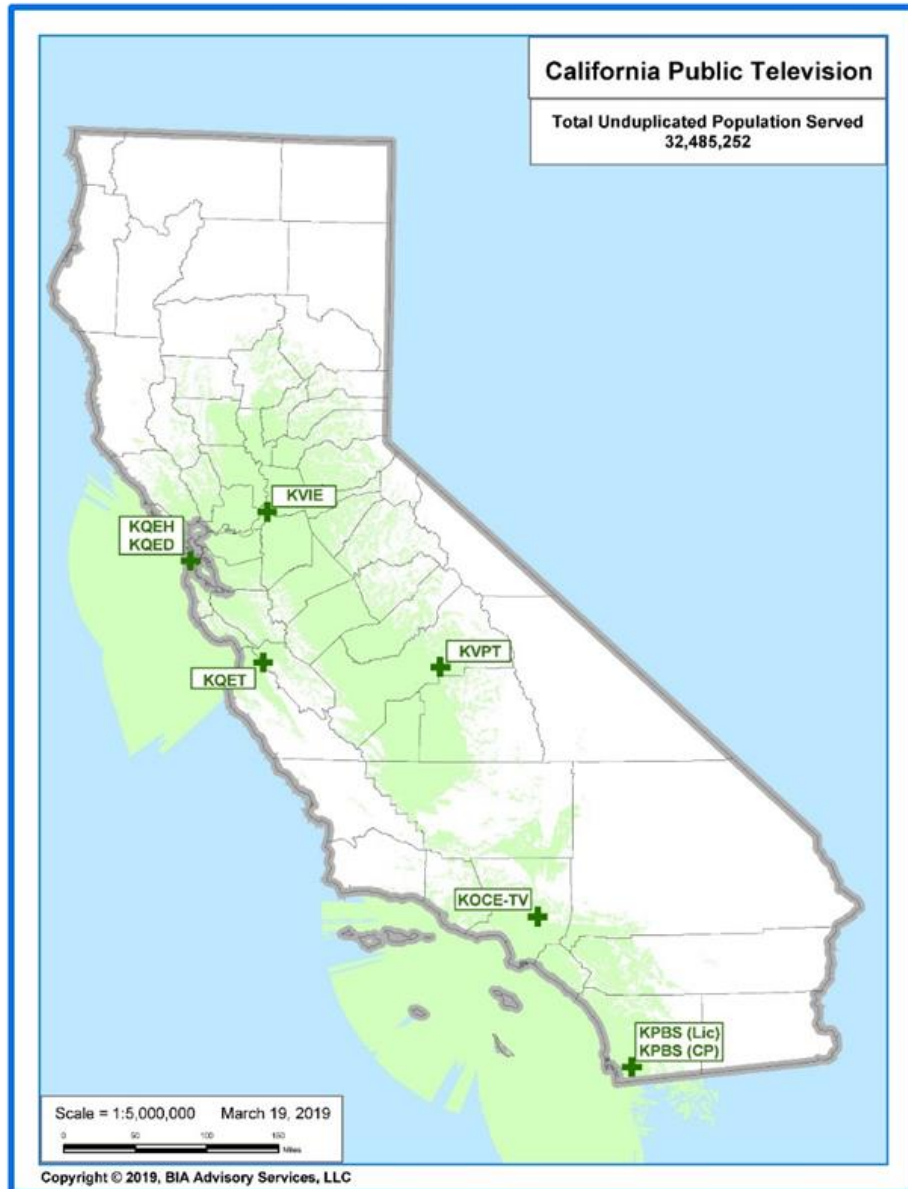 California Public Television
Total Unduplicated Population Served
32,485,252
KVIE
KQEH
KQED
KVPT
KQET
KOCE-TV
KPBS (Lic)
KPBS (CP)
Scale = 1:5,000,000 March 19, 2019
0 50 100 150
Miles
Copyright © 2019, BIA Advisory Services, LLC